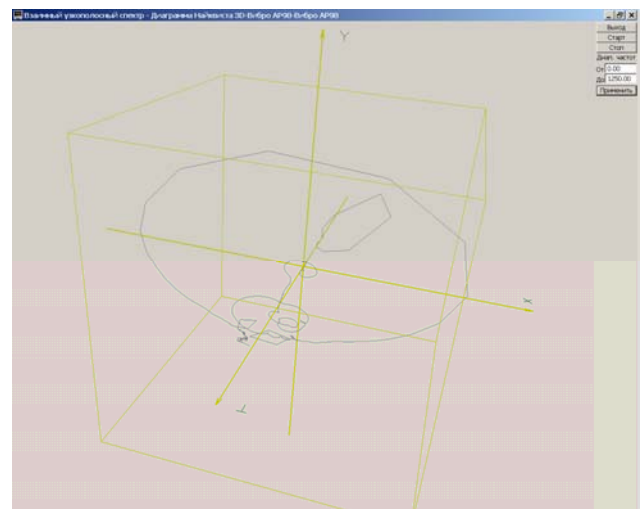 Взаимный узкополосный спектр - Диаграмма Найквиста 3D-Вибро АР98-Вибро АР98
Выход
Старт
Стоп
Диап. частот
От 0.00
До 1250.00
Применить
Y
X